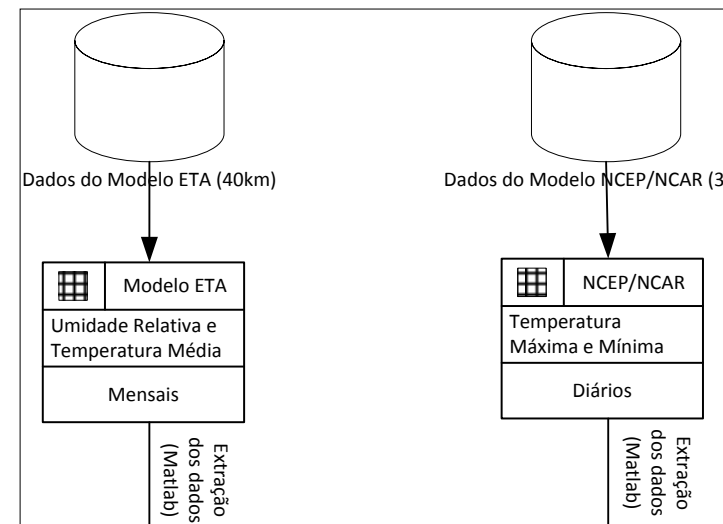 Dados do Modelo ETA (40km)
Modelo ETA
Umidade Relativa e
Temperatura Média
Mensais
Extração
dos dados
(Matlab)
Dados do Modelo NCEP/NCAR (3
NCEP/NCAR
Temperatura
Máxima e Mínima
Diários
Extração
dos dados
(Matlab)